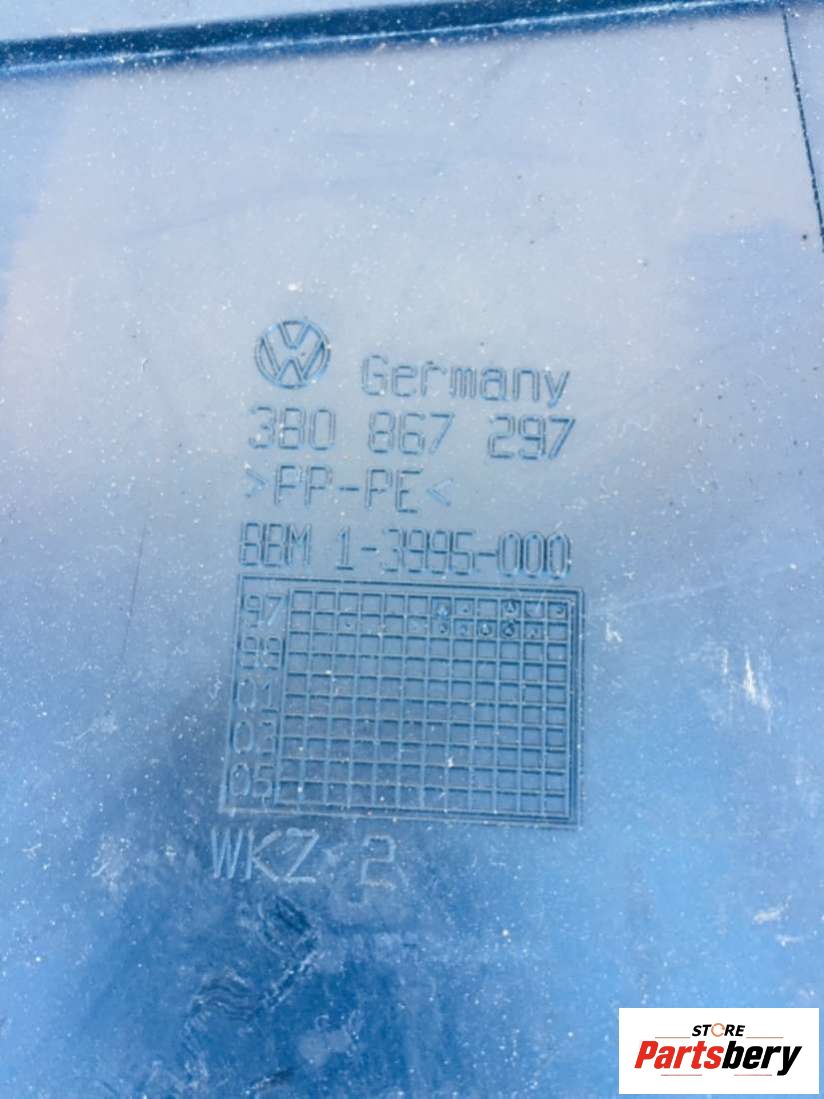 VW Germany
3B0 867 297
>PP-PE<
BBM 1-3995-000
97
99
01
03
05
WKZ 2
STORE
Partsbery